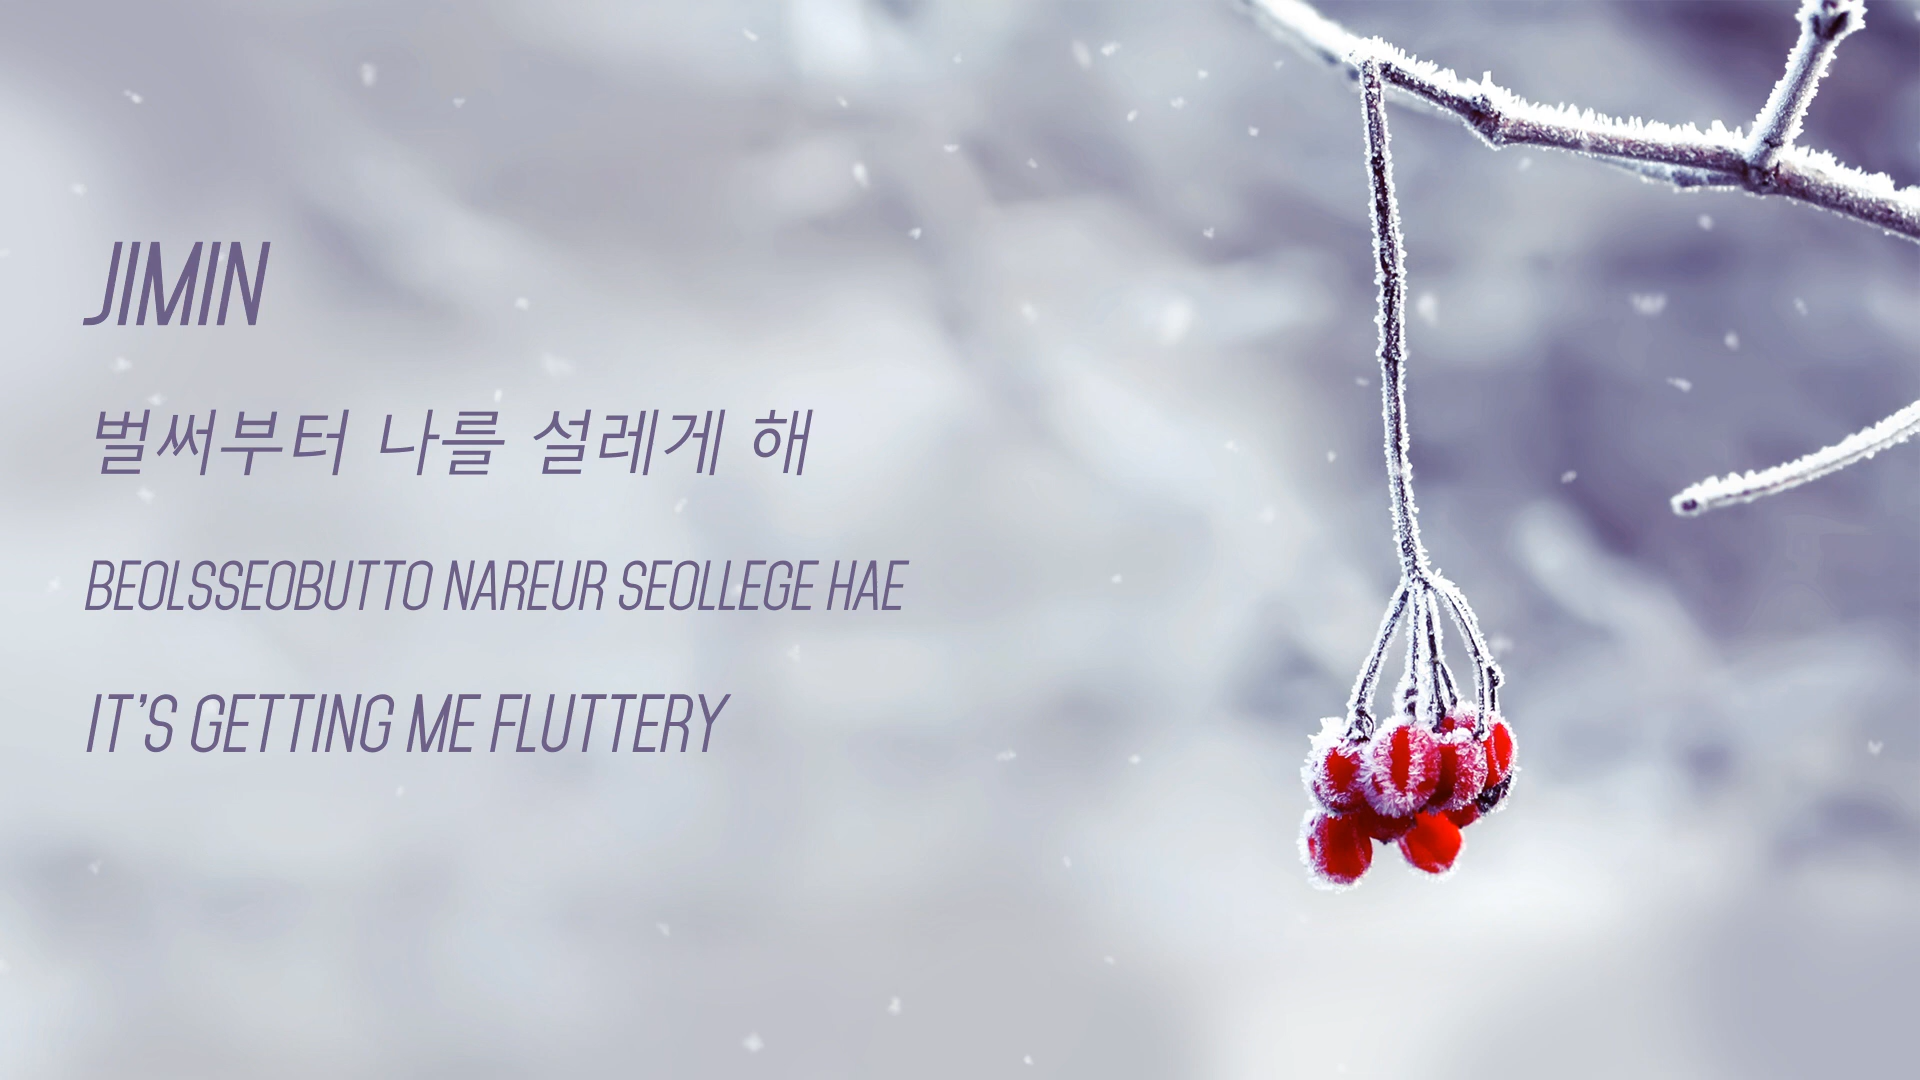 JIMIN
벌써부터 나를 설레게 해
BEOLSSEOBUTTO NAREUR SEOLLEGE HAE
IT'S GETTING ME FLUTTERY